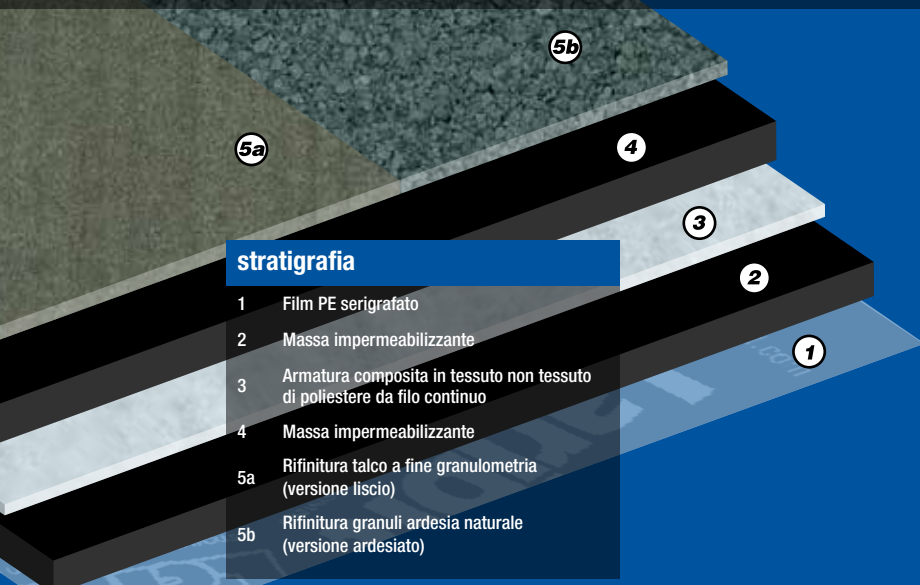 5b
5a
4
3
2
1
stratigrafia
1 Film PE serigrafato
2 Massa impermeabilizzante
3 Armatura composita in tessuto non tessuto
di poliestere da filo continuo
4 Massa impermeabilizzante
5a Rifinitura talco a fine granulometria
(versione liscio)
5b Rifinitura granuli ardesia naturale
(versione ardesiato)